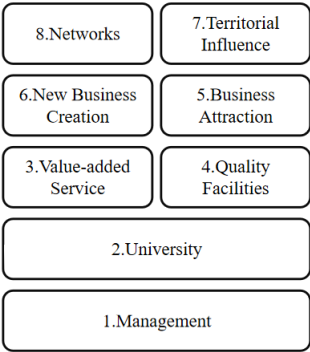 8.Networks
7.Territorial
Influence
6.New Business
Creation
5.Business
Attraction
3.Value-added
Service
4.Quality
Facilities
2.University
1.Management